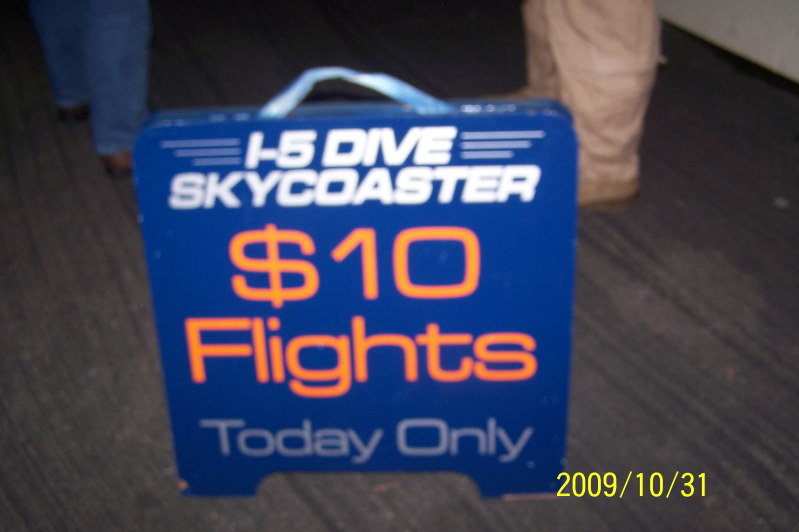 I-5 DIVE
SKYCOASTER
$10
Flights
Today Only
2009/10/31